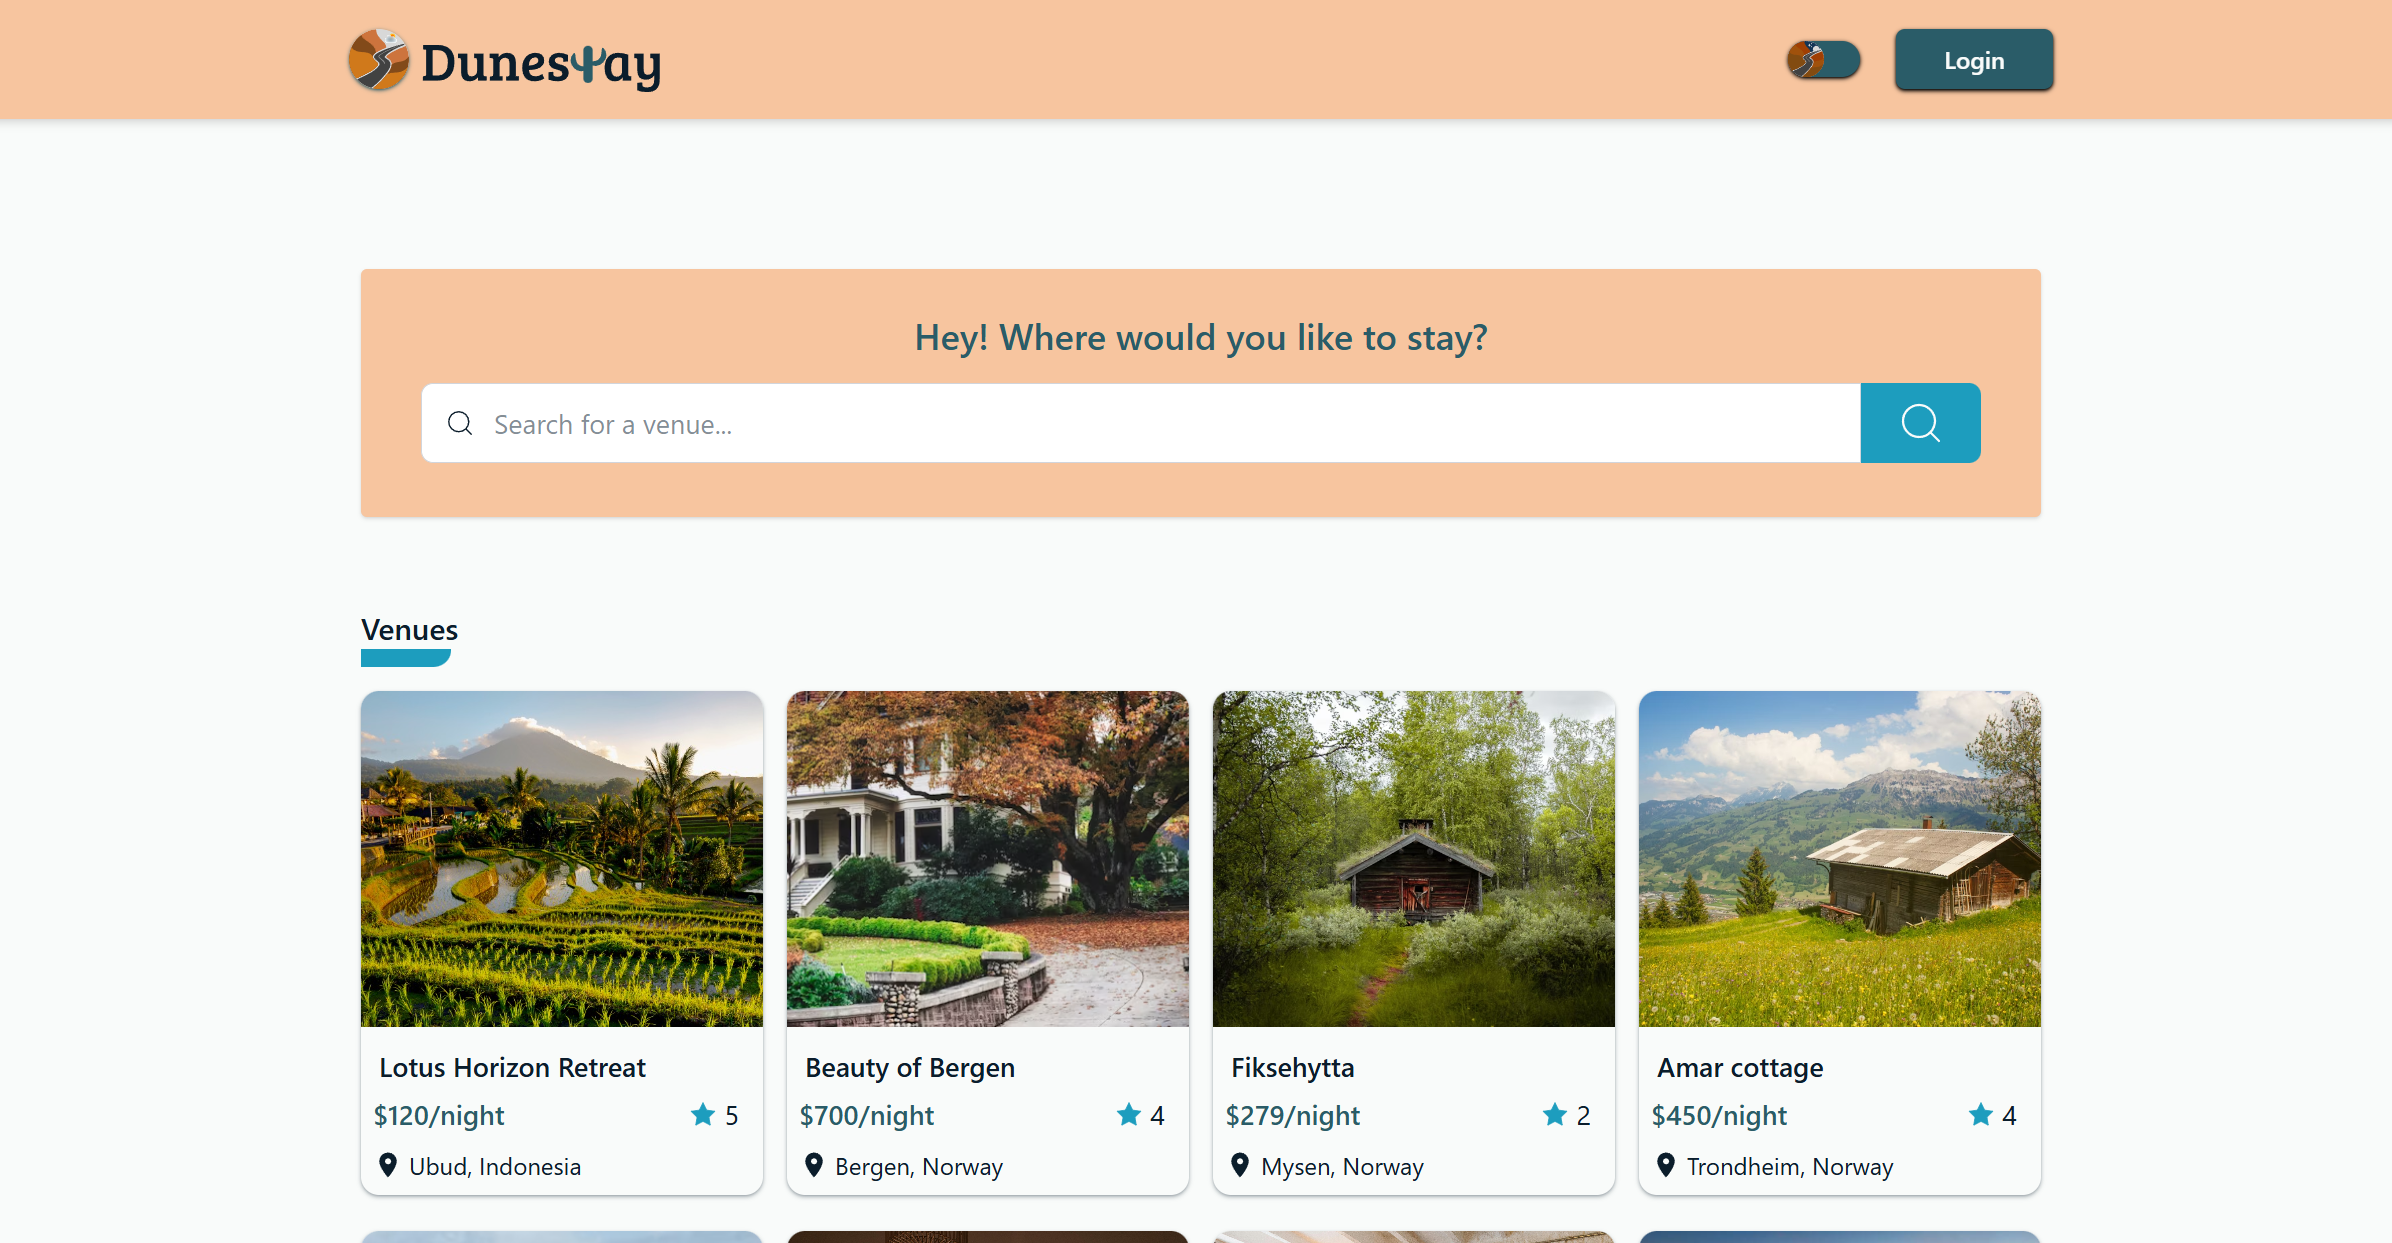 Dunestay
Login
Hey! Where would you like to stay?
Search for a venue...
Venues
Lotus Horizon Retreat
$120/night
5
Ubud, Indonesia
Beauty of Bergen
$700/night
4
Bergen, Norway
Fiksehytta
$279/night
2
Mysen, Norway
Amar cottage
$450/night
4
Trondheim, Norway